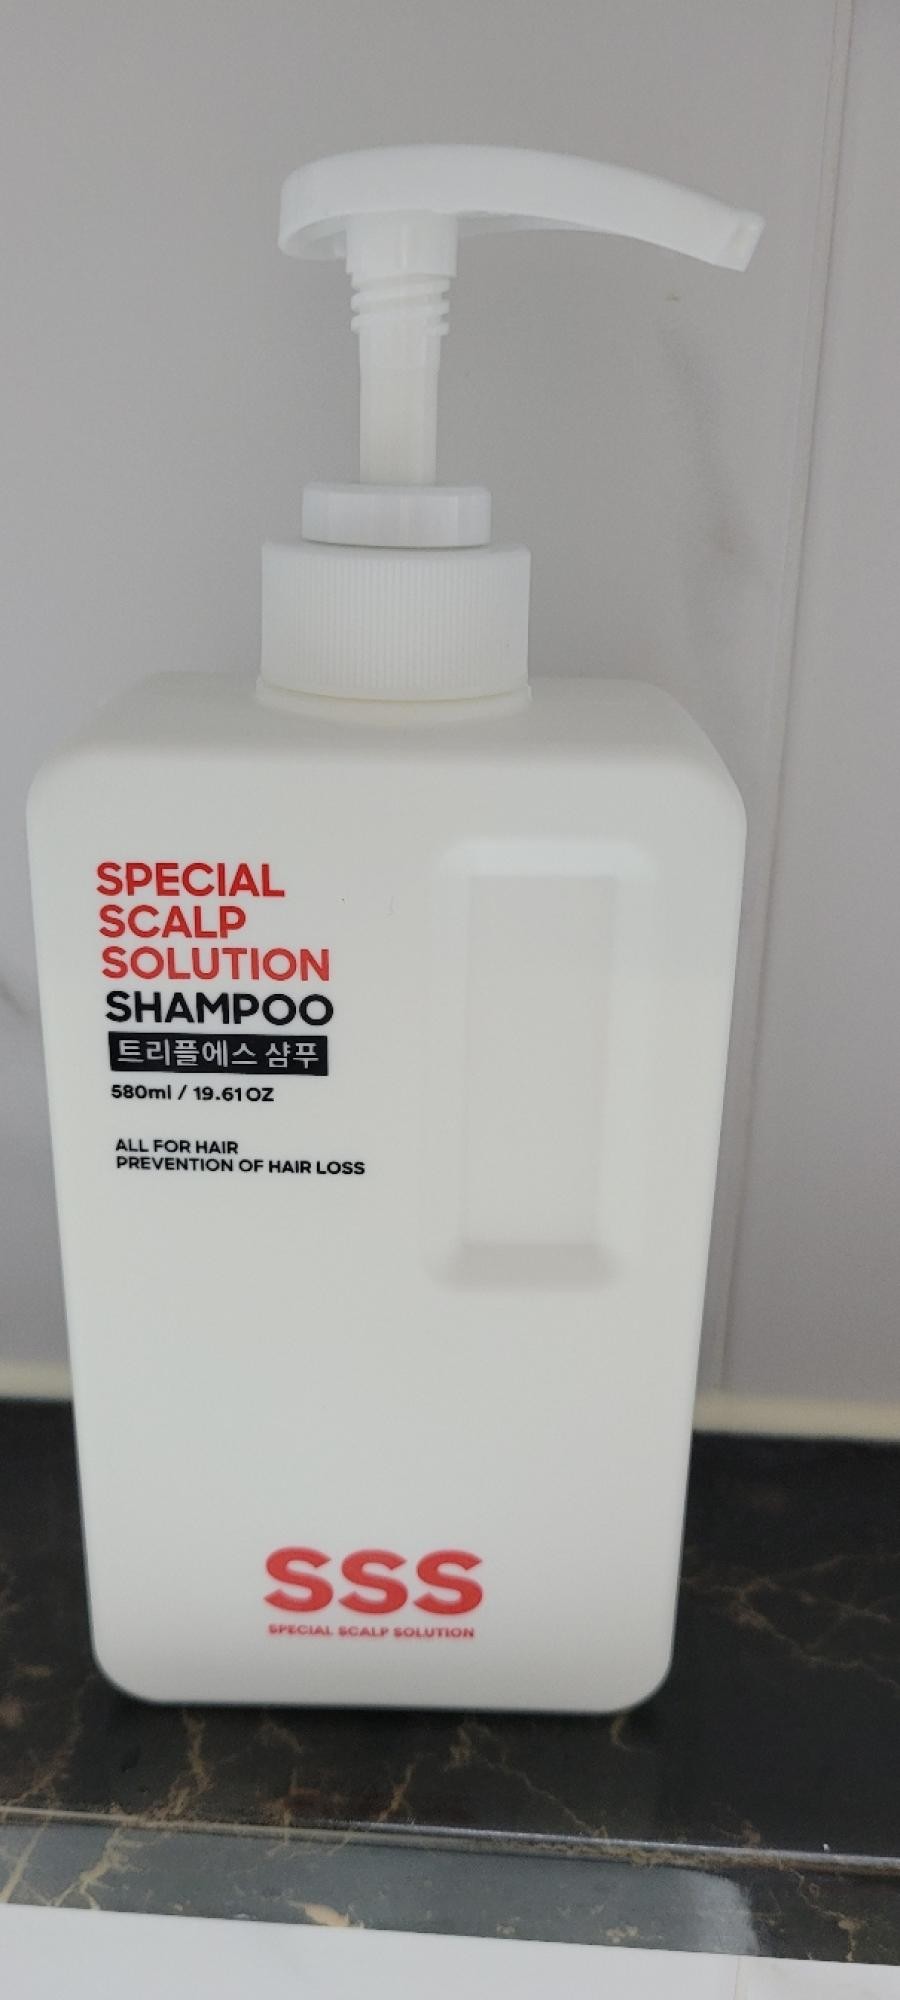 SPECIAL
SCALP
SOLUTION
SHAMPOO
트리플에스 샴푸
580ml / 19.61OZ
ALL FOR HAIR
PREVENTION OF HAIR LOSS
SSS
SPECIAL SCALP SOLUTION